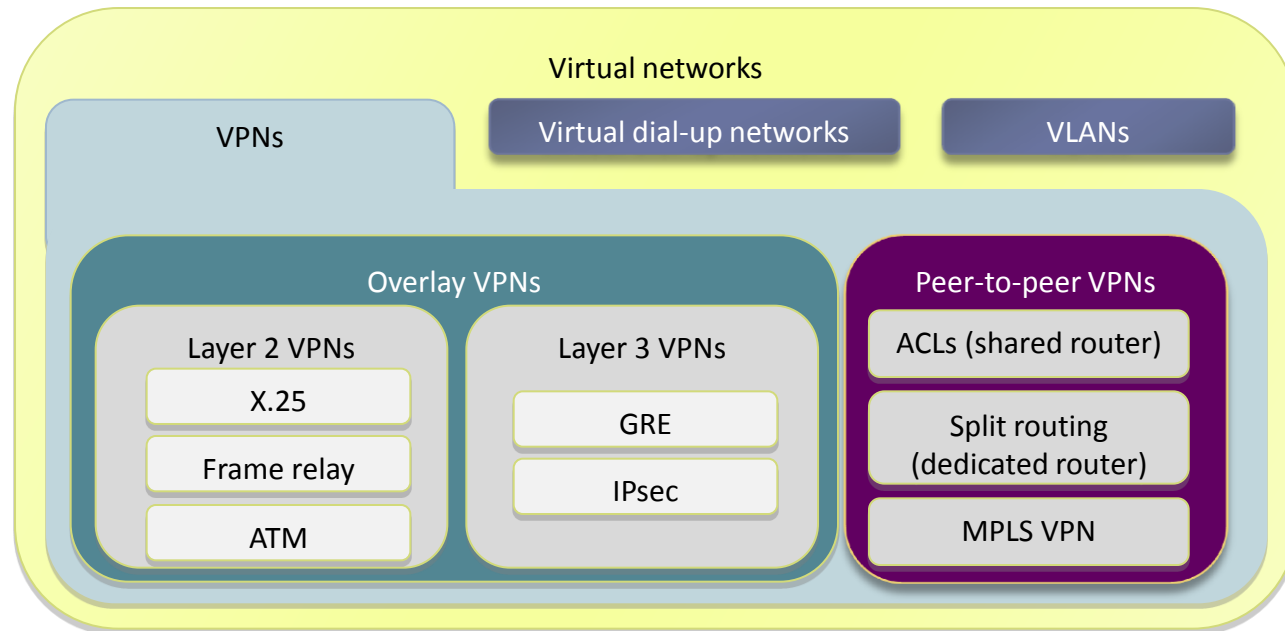 Virtual networks
VPNs
Virtual dial-up networks
VLANs
Overlay VPNs
Peer-to-peer VPNs
Layer 2 VPNs
X.25
Frame relay
ATM
Layer 3 VPNs
GRE
IPsec
ACLs (shared router)
Split routing
(dedicated router)
MPLS VPN